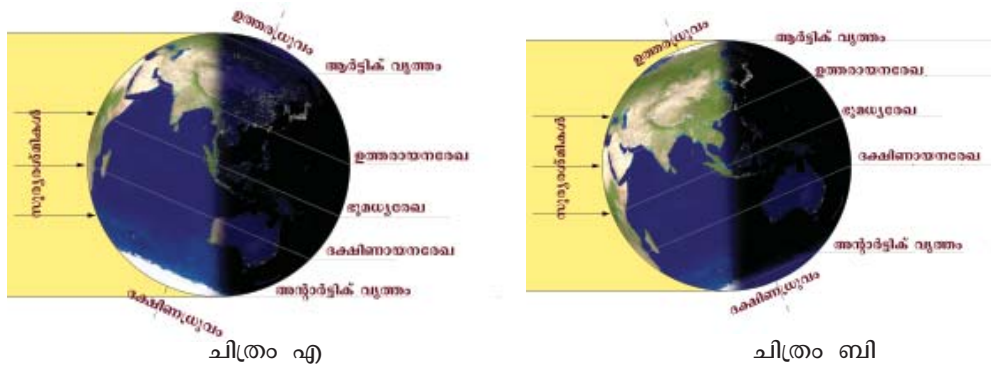 ഉത്തരധ്രുവം
ആർട്ടിക് വൃത്തം
ഉത്തരായനരേഖ
ഭൂമധ്യരേഖ
ദക്ഷിണായനരേഖ
അന്റാർട്ടിക് വൃത്തം
ദക്ഷിണധ്രുവം
സൂര്യരശ്മികൾ
ചിത്രം എ
ഉത്തരധ്രുവം
ആർട്ടിക് വൃത്തം
ഉത്തരായനരേഖ
ഭൂമധ്യരേഖ
ദക്ഷിണായനരേഖ
അന്റാർട്ടിക് വൃത്തം
ദക്ഷിണധ്രുവം
സൂര്യരശ്മികൾ
ചിത്രം ബി